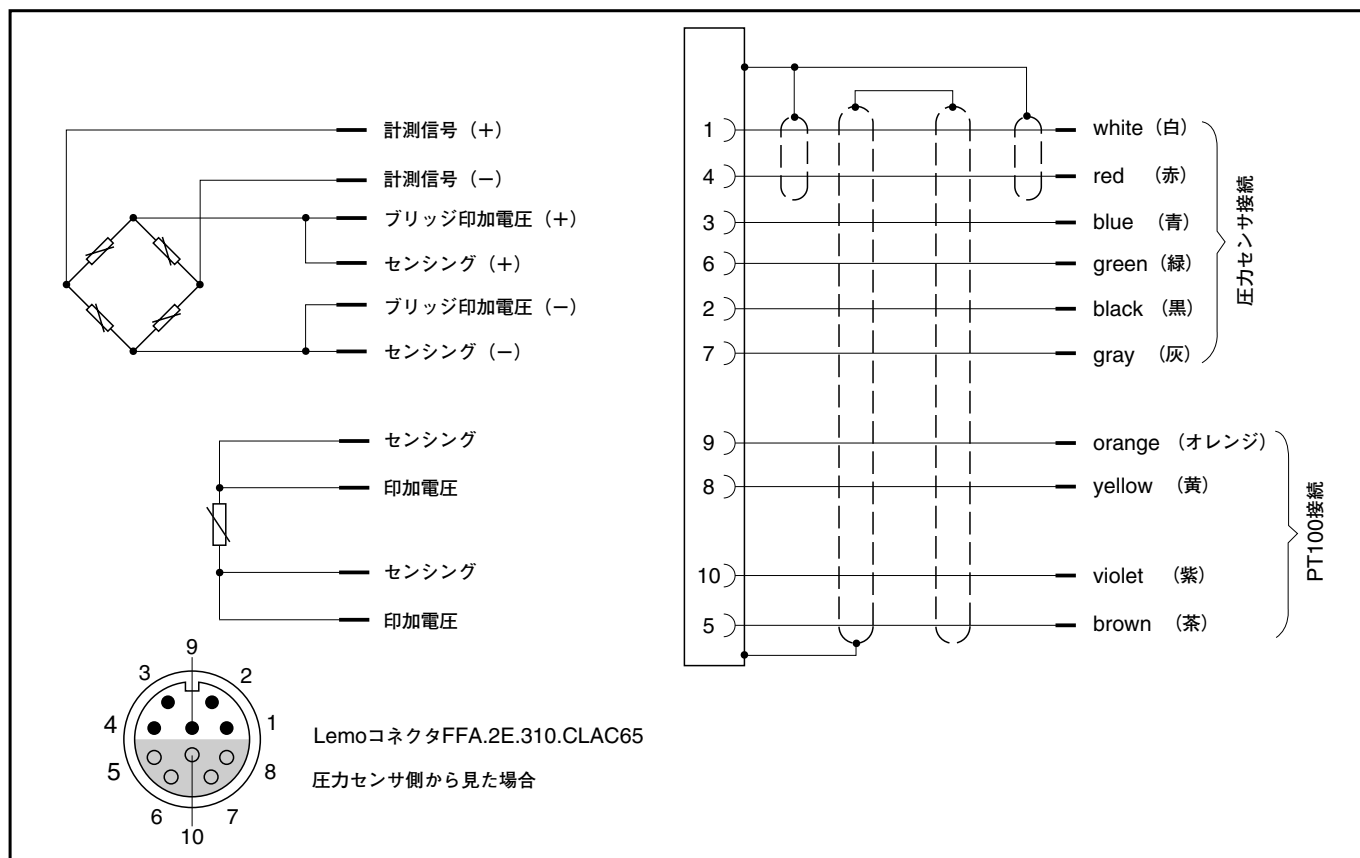 計測信号（+）
計測信号（−）
ブリッジ印加電圧（+）
センシング（+）
ブリッジ印加電圧（−）
センシング（−）
センシング
印加電圧
センシング
印加電圧
1 white（白）
4 red （赤）
3 blue（青）
6 green（緑）
2 black（黒）
7 gray（灰）
圧力センサ接続
9 orange （オレンジ）
8 yellow （黄）
10 violet （紫）
5 brown （茶）
PT100接続
9
3 2
4 1
5 8
6 7
10
LemoコネクタFFA.2E.310.CLAC65
圧力センサ側から見た場合